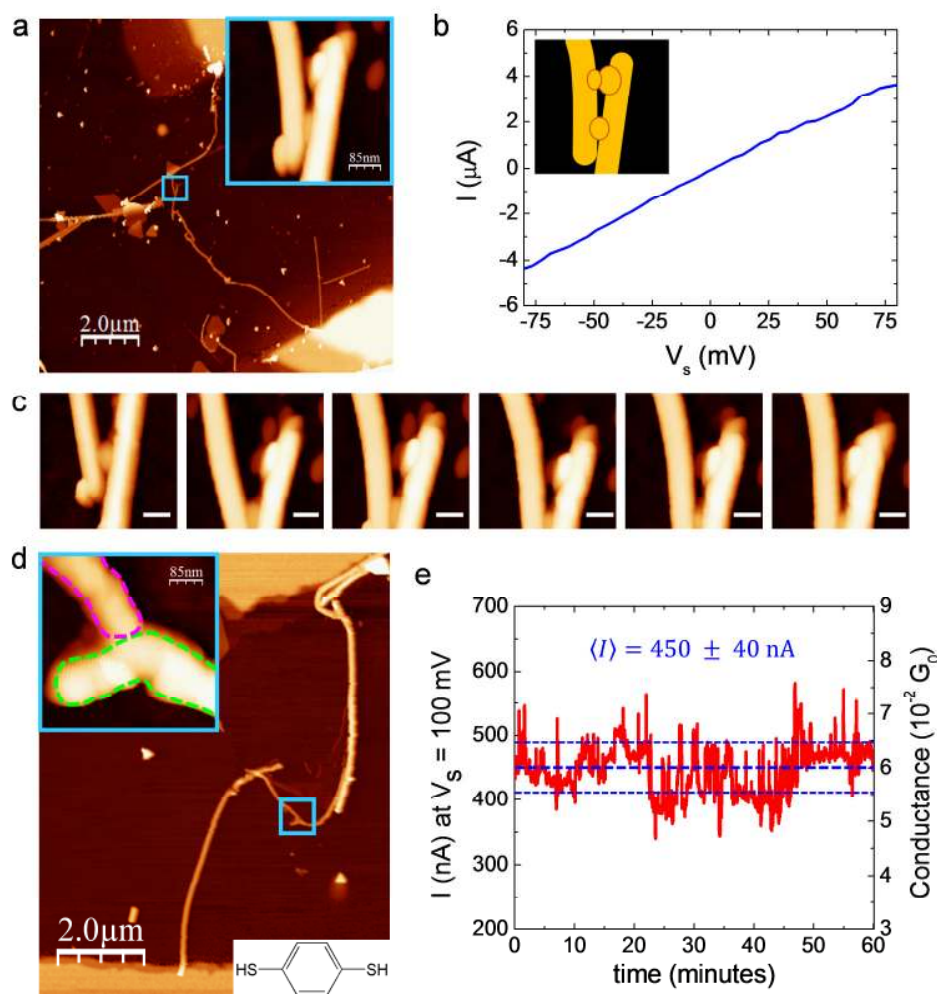 a
85nm
2.0μm
b
I (μA)
6
4
2
0
-2
-4
-6
-75 -50 -25 0 25 50 75
V_s (mV)
c
d
85nm
2.0μm
HS SH
e
I (nA) at V_s = 100 mV
700
600
500
400
300
200
⟨I⟩ = 450 ± 40 nA
9
8
7
6
5
4
3
Conductance (10⁻² G₀)
0 10 20 30 40 50 60
time (minutes)